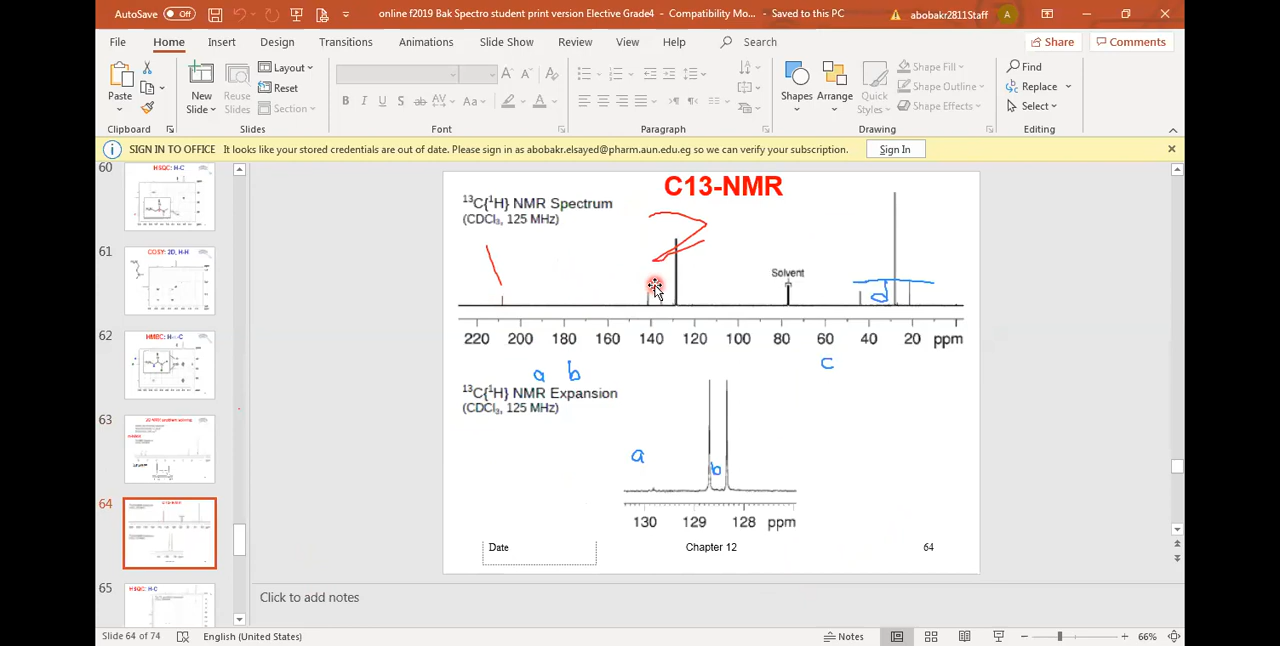 AutoSave Off online f2019 Bak Spectro student print version Elective Grade4 - Compatibility Mo... - Saved to this PC abobakr2811Staff A
File Home Insert Design Transitions Animations Slide Show Review View Help Search Share Comments
Paste New Slide Reuse Slides Layout Reset Section Shapes Arrange Quick Styles Shape Fill Shape Outline Shape Effects Find Replace Select
Clipboard Slides Font Paragraph Drawing Editing
SIGN IN TO OFFICE It looks like your stored credentials are out of date. Please sign in as abobakr.elsayed@pharm.aun.edu.eg so we can verify your subscription. Sign In
60
HSQC: H-C
61
COSY: 2D, H-H
62
63
64
65
HSQC: H-C
C13-NMR
13C{1H} NMR Spectrum
(CDCl3, 125 MHz)
Solvent
d
220 200 180 160 140 120 100 80 60 40 20 ppm
a b c
13C{1H} NMR Expansion
(CDCl3, 125 MHz)
a b
130 129 128 ppm
Date Chapter 12 64
Click to add notes
Slide 64 of 74 English (United States) Notes 66%